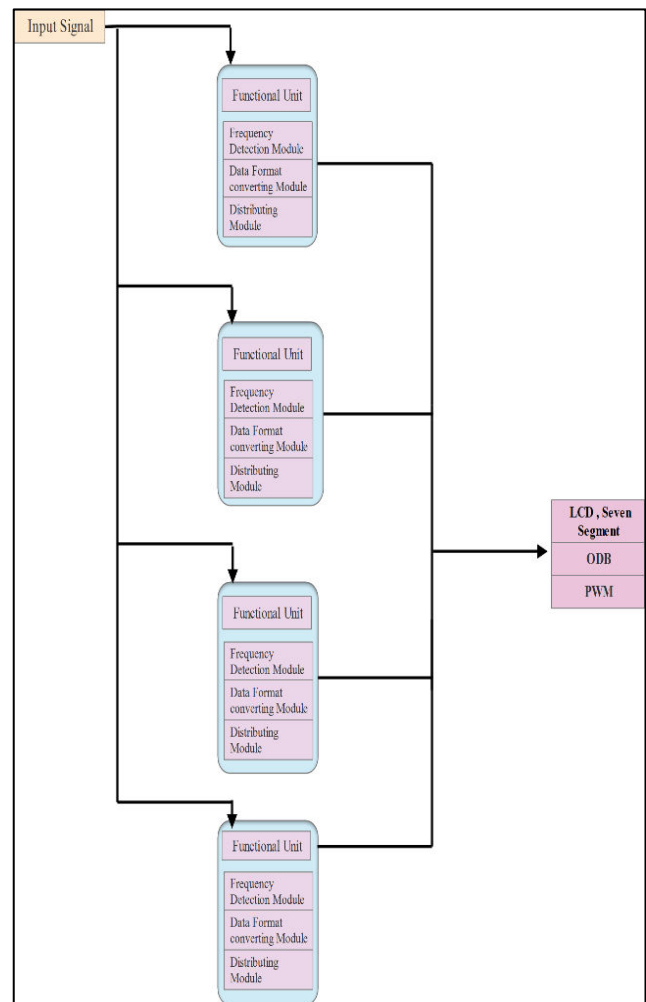 Input Signal
Functional Unit
Frequency
Detection Module
Data Format
converting Module
Distributing
Module
Functional Unit
Frequency
Detection Module
Data Format
converting Module
Distributing
Module
LCD , Seven
Segment
ODB
PWM
Functional Unit
Frequency
Detection Module
Data Format
converting Module
Distributing
Module
Functional Unit
Frequency
Detection Module
Data Format
converting Module
Distributing
Module